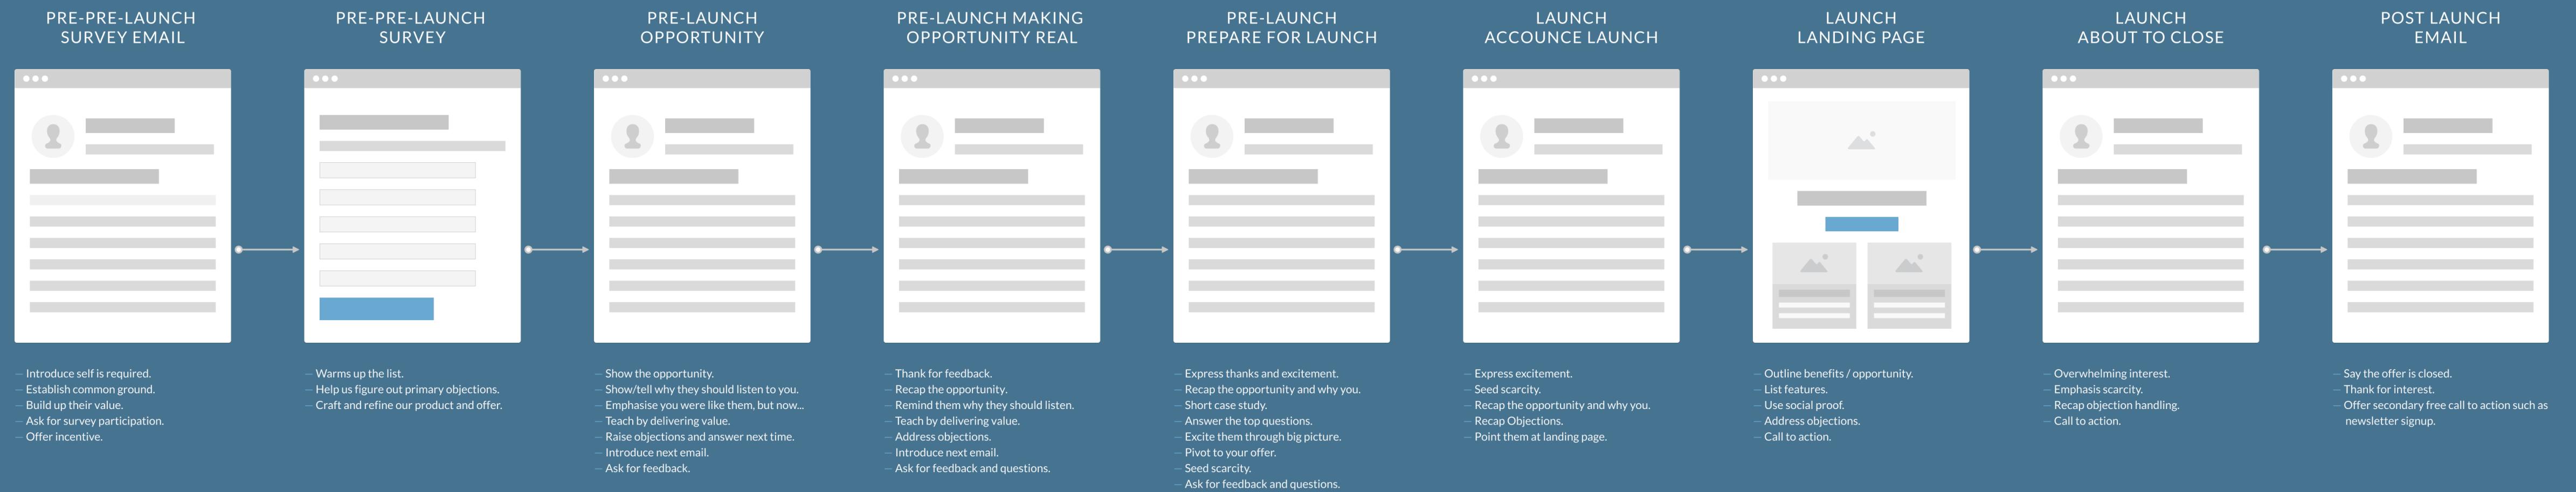 PRE-PRE-LAUNCH
SURVEY EMAIL
— Introduce self is required.
— Establish common ground.
— Build up their value.
— Ask for survey participation.
— Offer incentive.
PRE-PRE-LAUNCH
SURVEY
— Warms up the list.
— Help us figure out primary objections.
— Craft and refine our product and offer.
PRE-LAUNCH
OPPORTUNITY
— Show the opportunity.
— Show/tell why they should listen to you.
— Emphasise you were like them, but now...
— Teach by delivering value.
— Raise objections and answer next time.
— Introduce next email.
— Ask for feedback.
PRE-LAUNCH MAKING
OPPORTUNITY REAL
— Thank for feedback.
— Recap the opportunity.
— Remind them why they should listen.
— Teach by delivering value.
— Address objections.
— Introduce next email.
— Ask for feedback and questions.
PRE-LAUNCH
PREPARE FOR LAUNCH
— Express thanks and excitement.
— Recap the opportunity and why you.
— Short case study.
— Answer the top questions.
— Excite them through big picture.
— Pivot to your offer.
— Seed scarcity.
— Ask for feedback and questions.
LAUNCH
ACCOUNCE LAUNCH
— Express excitement.
— Seed scarcity.
— Recap the opportunity and why you.
— Recap Objections.
— Point them at landing page.
LAUNCH
LANDING PAGE
— Outline benefits / opportunity.
— List features.
— Use social proof.
— Address objections.
— Call to action.
LAUNCH
ABOUT TO CLOSE
— Overwhelming interest.
— Emphasis scarcity.
— Recap objection handling.
— Call to action.
POST LAUNCH
EMAIL
— Say the offer is closed.
— Thank for interest.
— Offer secondary free call to action such as
newsletter signup.